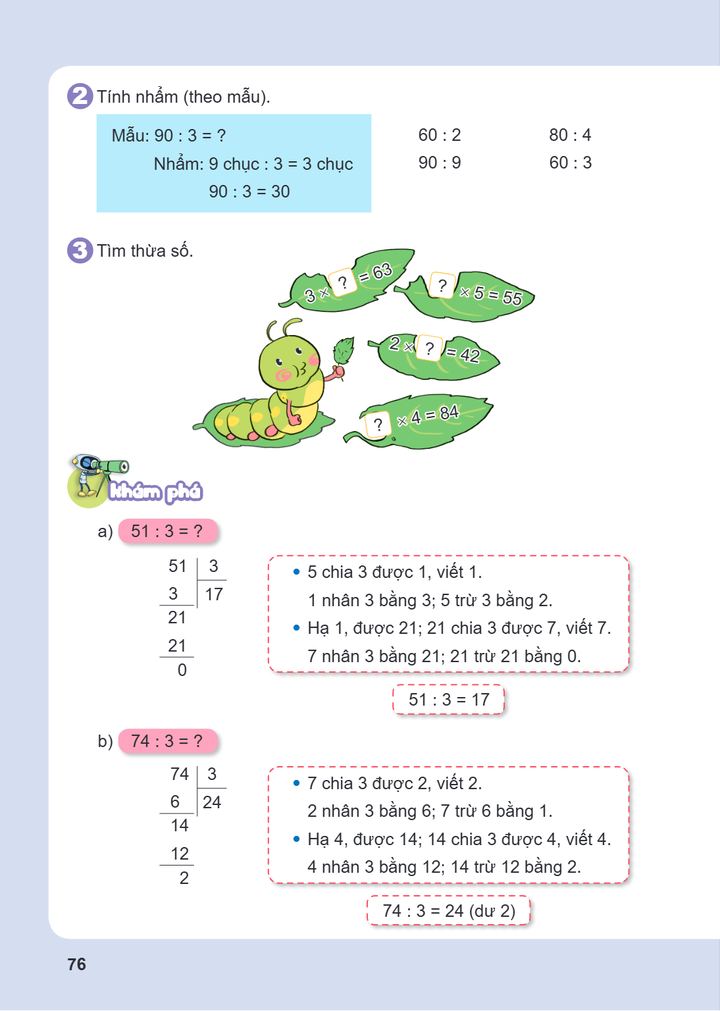 2 Tính nhẩm (theo mẫu).
Mẫu: 90 : 3 = ?
Nhẩm: 9 chục : 3 = 3 chục
90 : 3 = 30
60 : 2 80 : 4
90 : 9 60 : 3
3 Tìm thừa số.
3 × ? = 63
? × 5 = 55
2 × ? = 42
? × 4 = 84
khám phá
a) 51 : 3 = ?
51 3
3 17
21
21
0
• 5 chia 3 được 1, viết 1.
1 nhân 3 bằng 3; 5 trừ 3 bằng 2.
• Hạ 1, được 21; 21 chia 3 được 7, viết 7.
7 nhân 3 bằng 21; 21 trừ 21 bằng 0.
51 : 3 = 17
b) 74 : 3 = ?
74 3
6 24
14
12
2
• 7 chia 3 được 2, viết 2.
2 nhân 3 bằng 6; 7 trừ 6 bằng 1.
• Hạ 4, được 14; 14 chia 3 được 4, viết 4.
4 nhân 3 bằng 12; 14 trừ 12 bằng 2.
74 : 3 = 24 (dư 2)
76